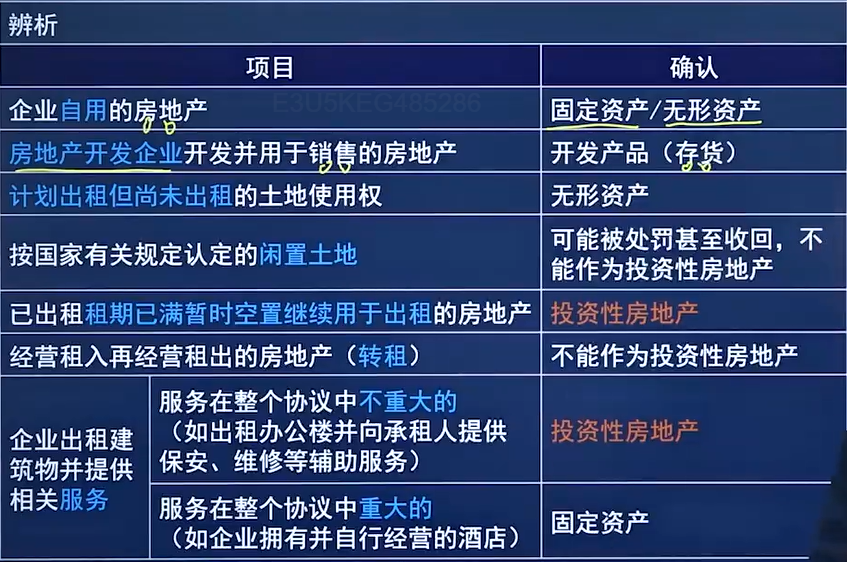 辨析
项目
确认
企业自用的房地产
固定资产/无形资产
房地产开发企业开发并用于销售的房地产
开发产品（存货）
计划出租但尚未出租的土地使用权
无形资产
按国家有关规定认定的闲置土地
可能被处罚甚至收回，不
能作为投资性房地产
已出租租期已满暂时空置继续用于出租的房地产
投资性房地产
经营租入再经营租出的房地产（转租）
不能作为投资性房地产
企业出租建
筑物并提供
相关服务
服务在整个协议中不重大的
（如出租办公楼并向承租人提供
保安、维修等辅助服务）
投资性房地产
服务在整个协议中重大的
（如企业拥有并自行经营的酒店）
固定资产
E3U5KEG485286